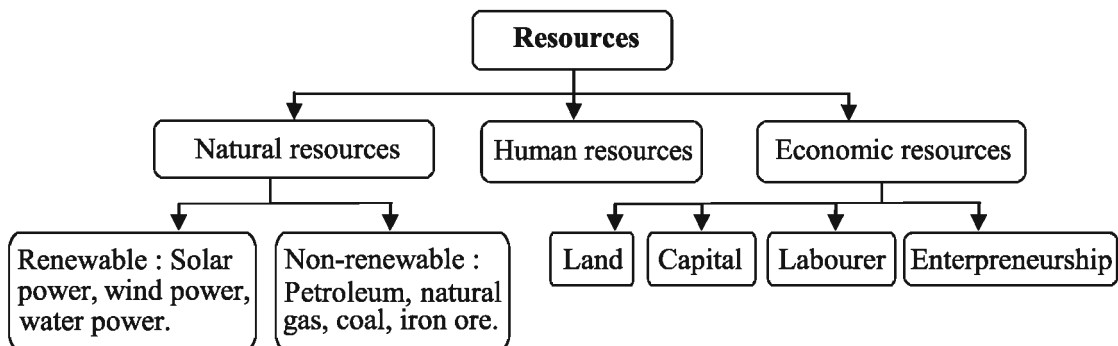 Resources
Natural resources
Human resources
Economic resources
Renewable : Solar
power, wind power,
water power.
Non-renewable :
Petroleum, natural
gas, coal, iron ore.
Land
Capital
Labourer
Enterpreneurship